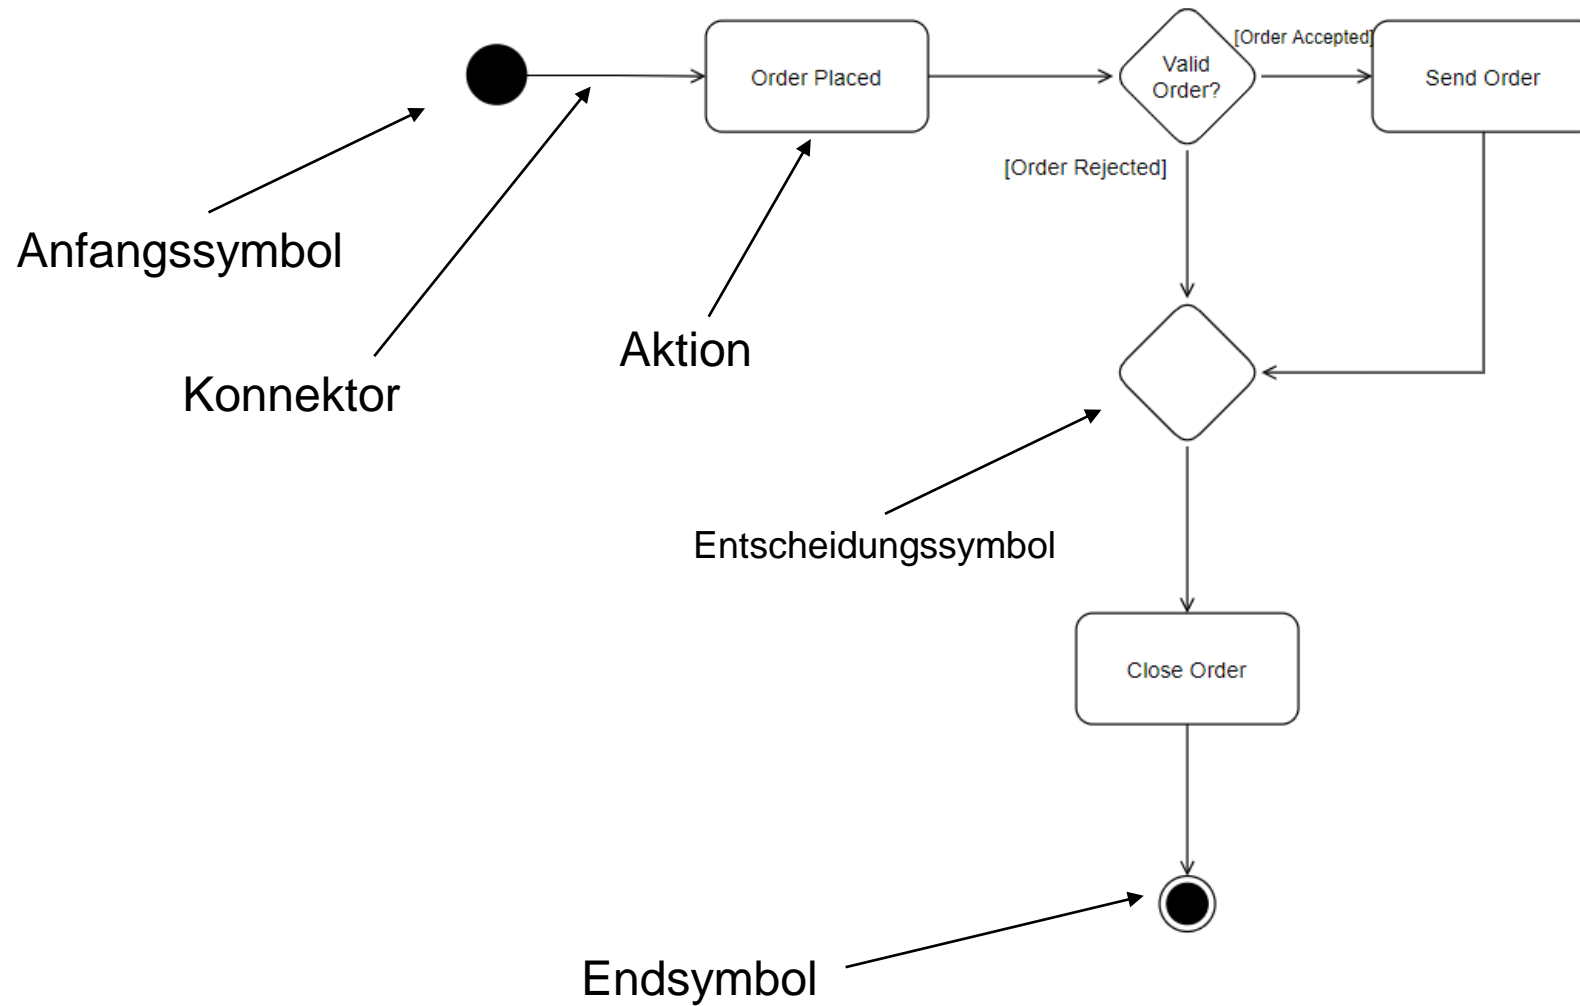 [Order Accepted]
Order Placed
Valid
Order?
Send Order
[Order Rejected]
Anfangssymbol
Aktion
Konnektor
Entscheidungssymbol
Close Order
Endsymbol